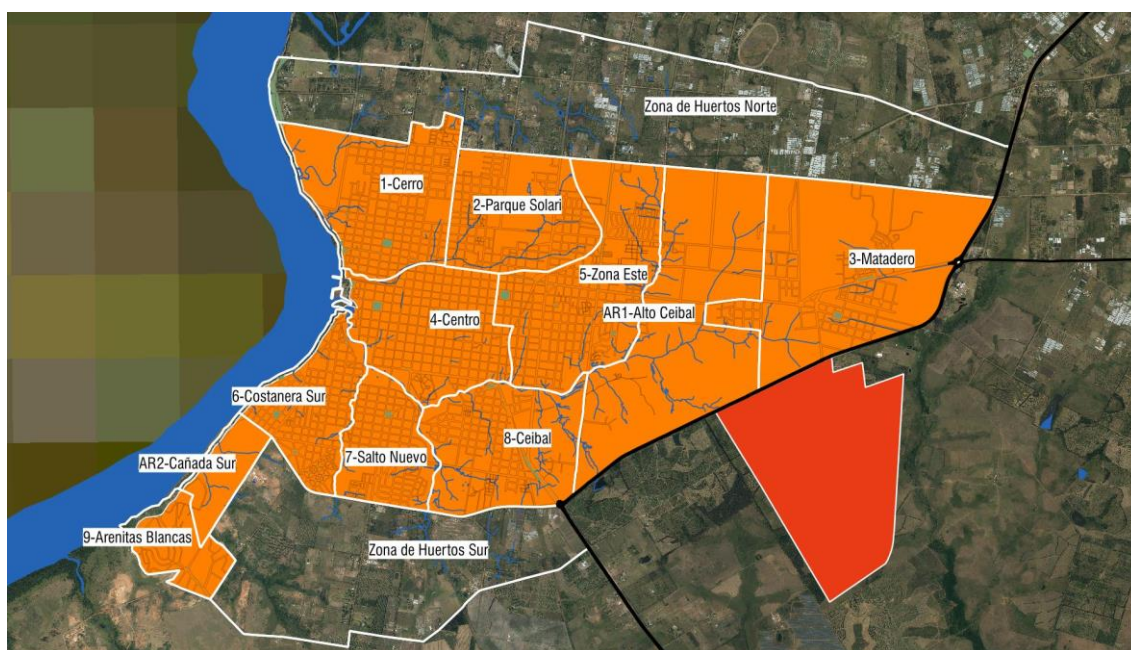 Zona de Huertos Norte
1-Cerro
2-Parque Solari
3-Matadero
5-Zona Este
AR1-Alto Ceibal
4-Centro
6-Costanera Sur
8-Ceibal
7-Salto Nuevo
AR2-Cañada Sur
9-Arenitas Blancas
Zona de Huertos Sur